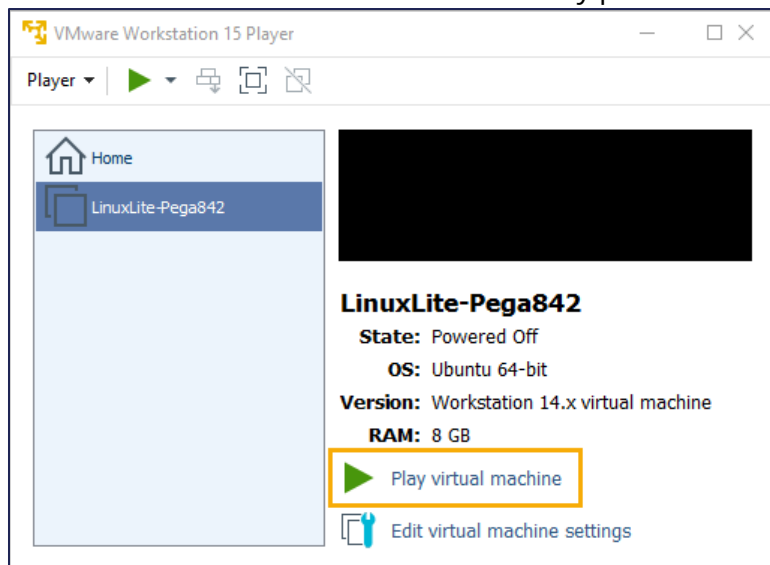 VMware Workstation 15 Player
Player
Home
LinuxLite-Pega842
LinuxLite-Pega842
State: Powered Off
OS: Ubuntu 64-bit
Version: Workstation 14.x virtual machine
RAM: 8 GB
Play virtual machine
Edit virtual machine settings